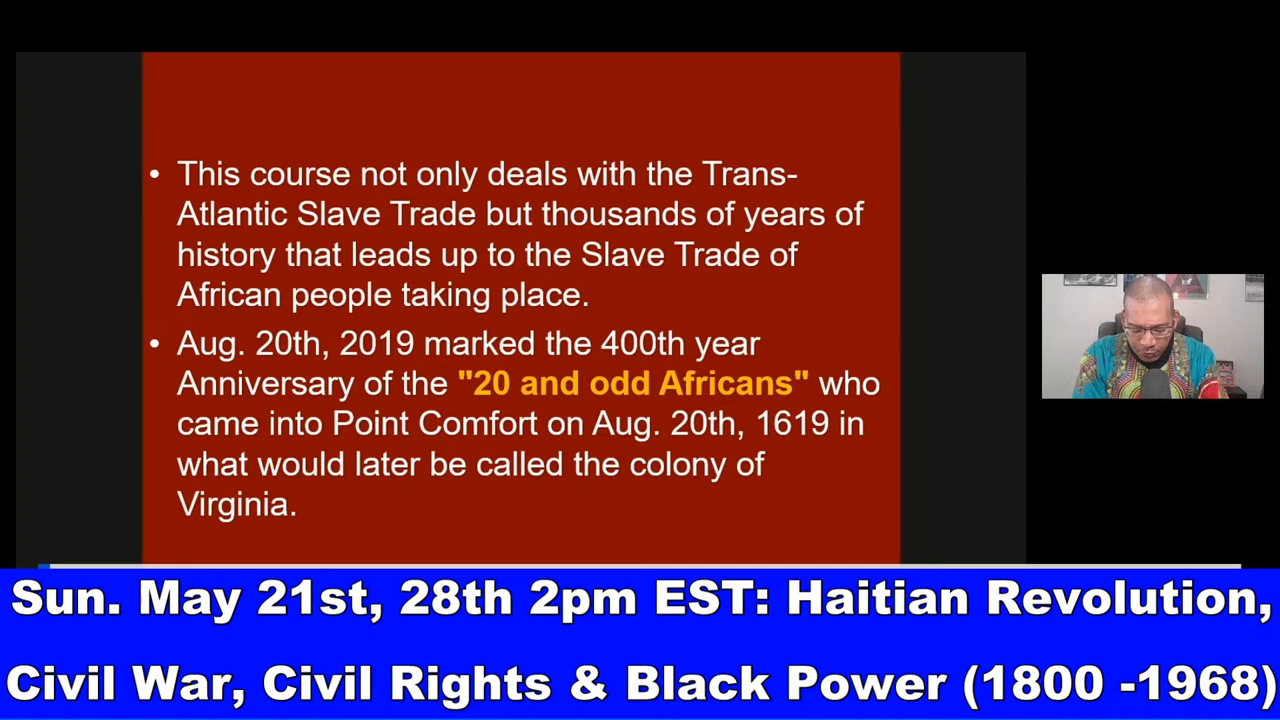 • This course not only deals with the Trans-
Atlantic Slave Trade but thousands of years of
history that leads up to the Slave Trade of
African people taking place.
• Aug. 20th, 2019 marked the 400th year
Anniversary of the "20 and odd Africans" who
came into Point Comfort on Aug. 20th, 1619 in
what would later be called the colony of
Virginia.
Sun. May 21st, 28th 2pm EST: Haitian Revolution,
Civil War, Civil Rights & Black Power (1800 -1968)